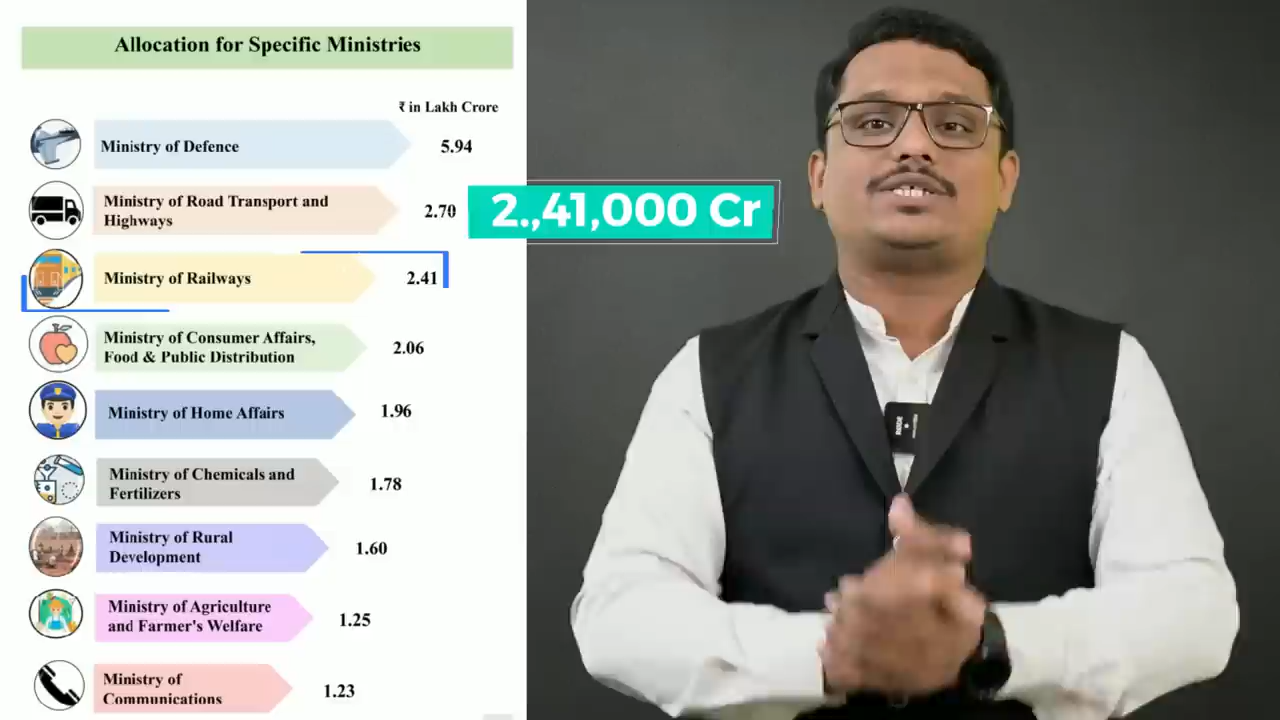 Allocation for Specific Ministries
₹ in Lakh Crore
Ministry of Defence
5.94
Ministry of Road Transport and
Highways
2.70
2.,41,000 Cr
Ministry of Railways
2.41
Ministry of Consumer Affairs,
Food & Public Distribution
2.06
Ministry of Home Affairs
1.96
Ministry of Chemicals and
Fertilizers
1.78
Ministry of Rural
Development
1.60
Ministry of Agriculture
and Farmer's Welfare
1.25
Ministry of
Communications
1.23